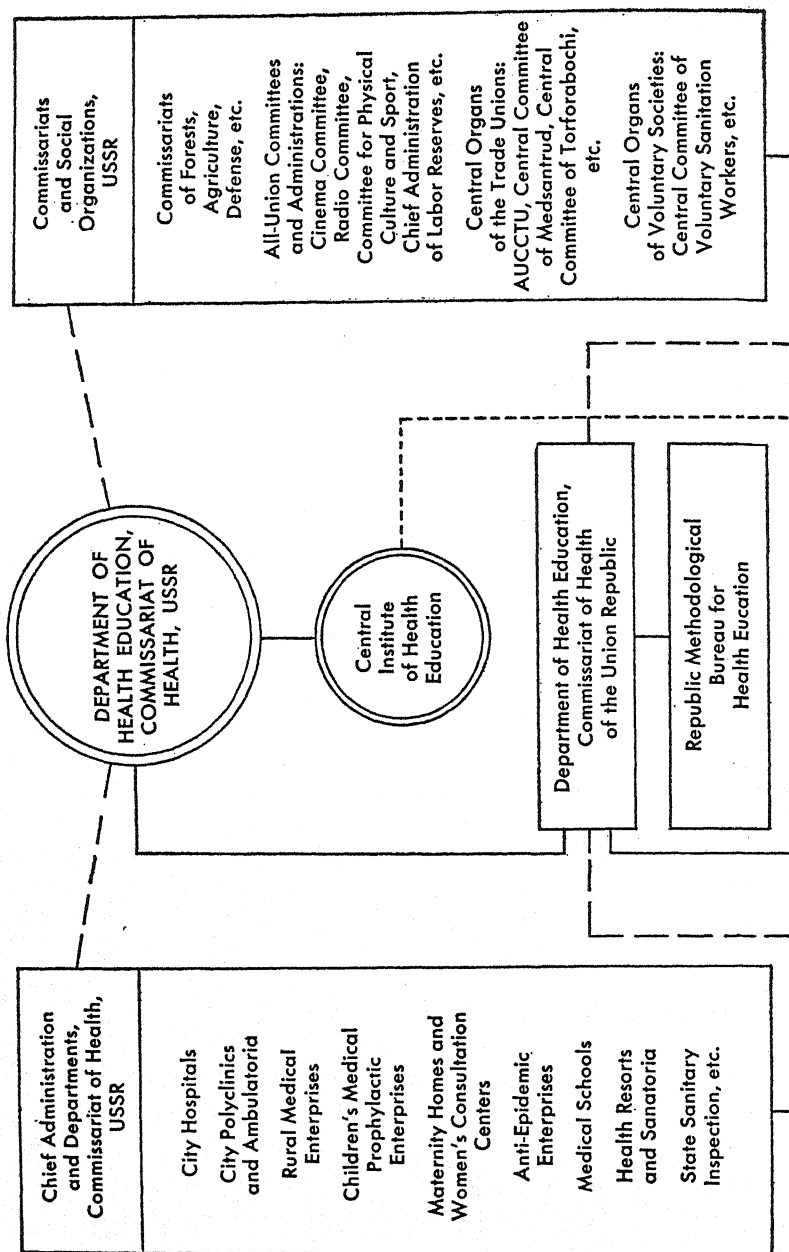 Chief Administration
and Departments,
Commissariat of Health,
USSR
City Hospitals
City Polyclinics
and Ambulatoria
Rural Medical
Enterprises
Children's Medical
Prophylactic
Enterprises
Maternity Homes and
Women's Consultation
Centers
Anti-Epidemic
Enterprises
Medical Schools
Health Resorts
and Sanatoria
State Sanitary
Inspection, etc.
DEPARTMENT OF
HEALTH EDUCATION,
COMMISSARIAT OF
HEALTH, USSR
Central
Institute
of Health
Education
Department of Health Education,
Commissariat of Health
of the Union Republic
Republic Methodological
Bureau for
Health Eucation
Commissariats
and Social
Organizations,
USSR
Commissariats
of Forests,
Agriculture,
Defense, etc.
All-Union Committees
and Administrations:
Cinema Committee,
Radio Committee,
Committee for Physical
Culture and Sport,
Chief Administration
of Labor Reserves, etc.
Central Organs
of the Trade Unions:
AUCCTU, Central Committee
of Medsantrud, Central
Committee of Torforabochi,
etc.
Central Organs
of Voluntary Societies:
Central Committee of
Voluntary Sanitation
Workers, etc.